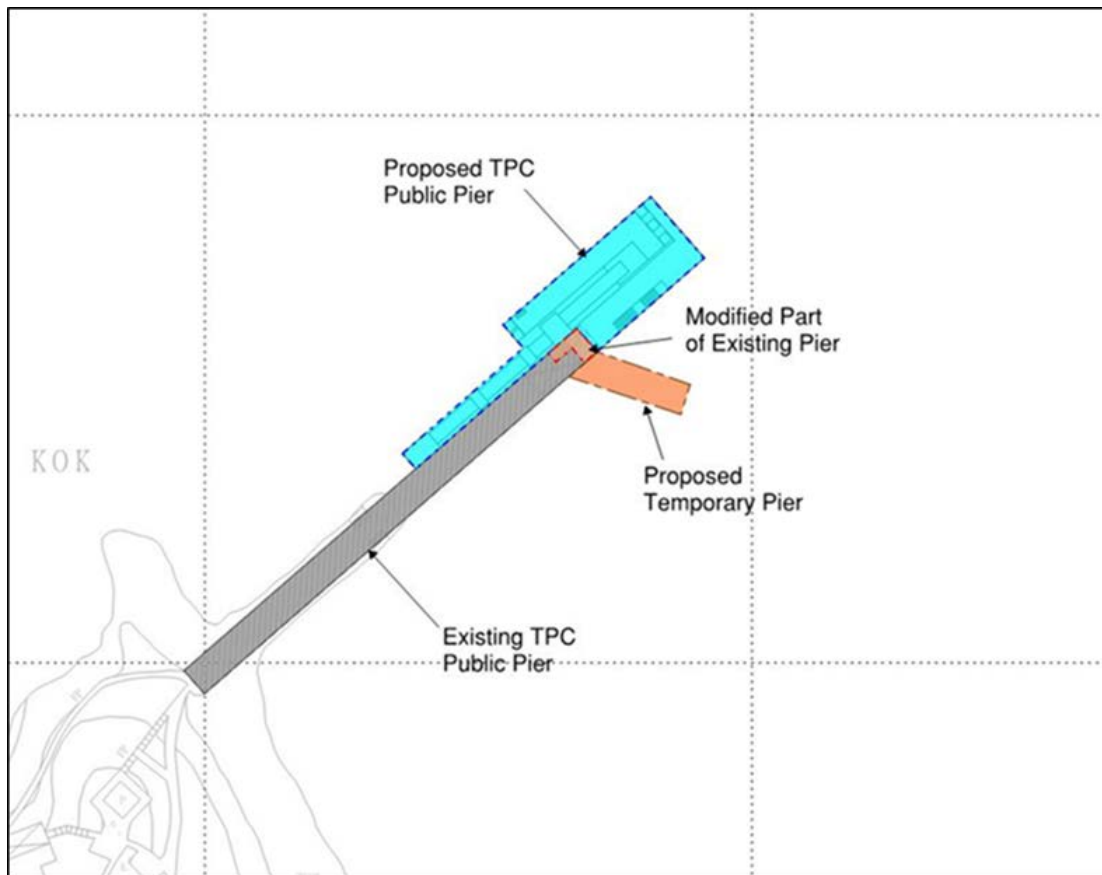 Proposed TPC
Public Pier
Modified Part
of Existing Pier
KOK
Proposed
Temporary Pier
Existing TPC
Public Pier